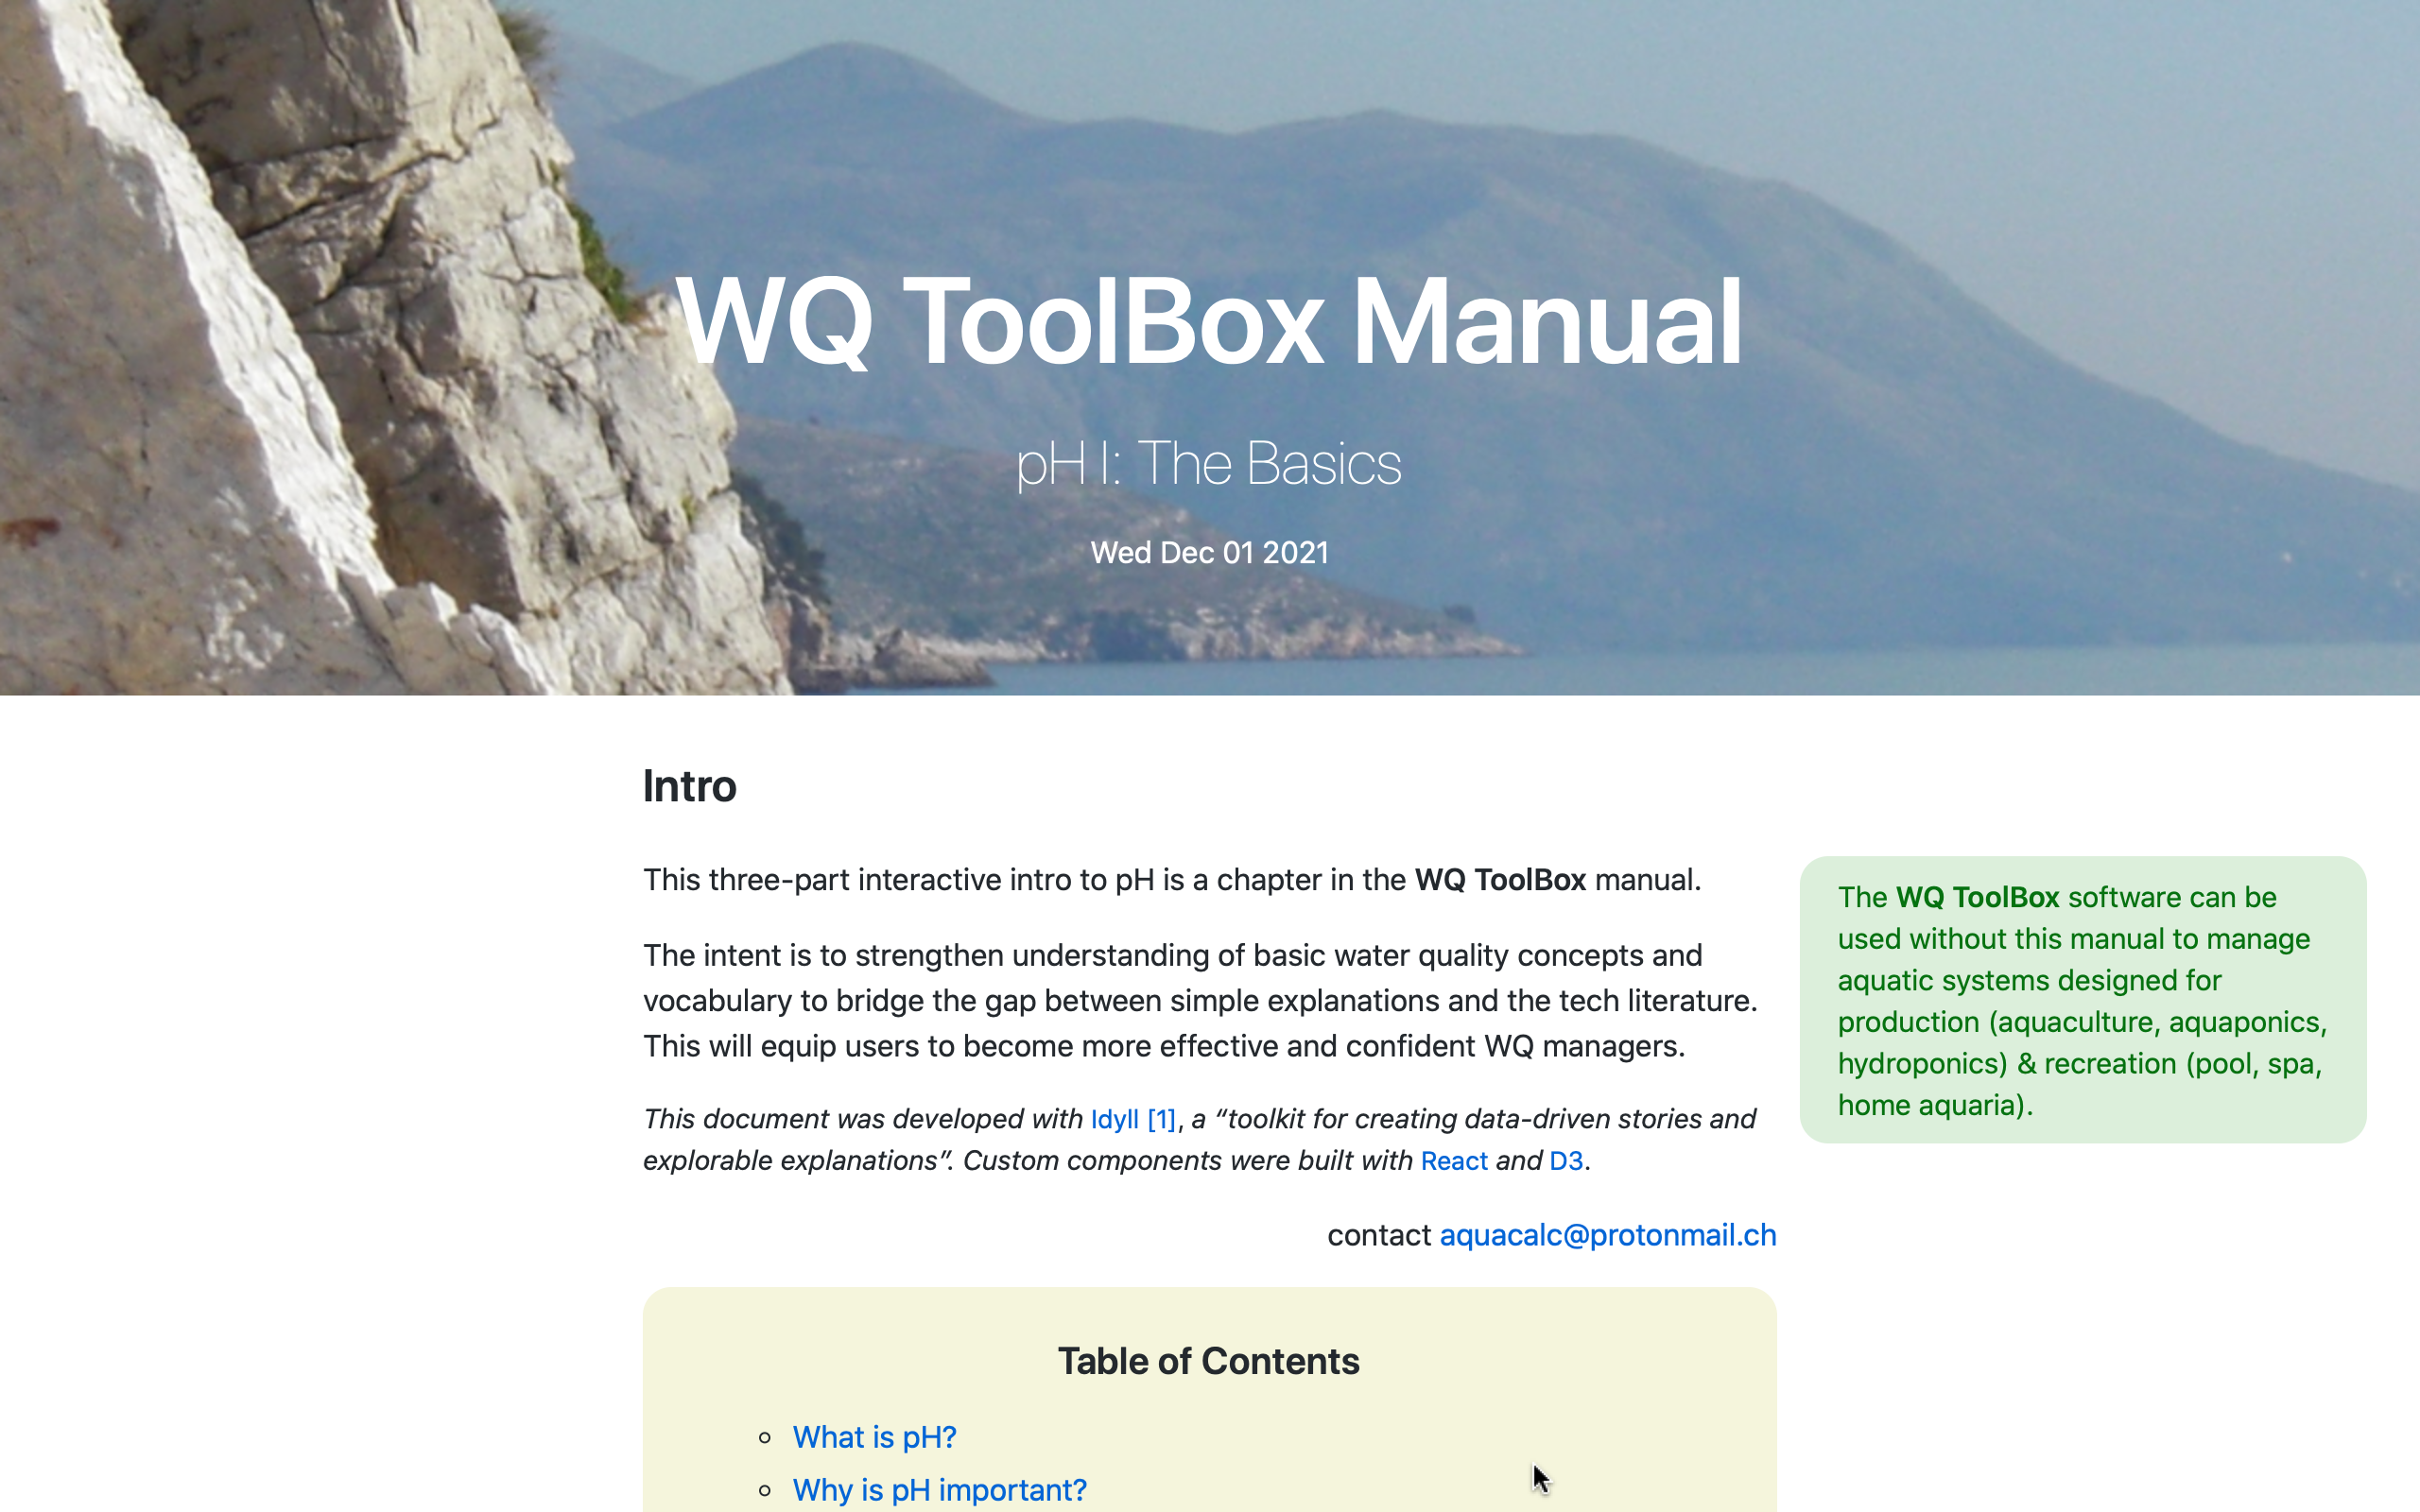 WQ ToolBox Manual
pH I: The Basics
Wed Dec 01 2021
Intro
This three-part interactive intro to pH is a chapter in the WQ ToolBox manual.
The intent is to strengthen understanding of basic water quality concepts and
vocabulary to bridge the gap between simple explanations and the tech literature.
This will equip users to become more effective and confident WQ managers.
This document was developed with Idyll [1], a “toolkit for creating data-driven stories and
explorable explanations”. Custom components were built with React and D3.
contact aquacalc@protonmail.ch
The WQ ToolBox software can be
used without this manual to manage
aquatic systems designed for
production (aquaculture, aquaponics,
hydroponics) & recreation (pool, spa,
home aquaria).
Table of Contents
What is pH?
Why is pH important?